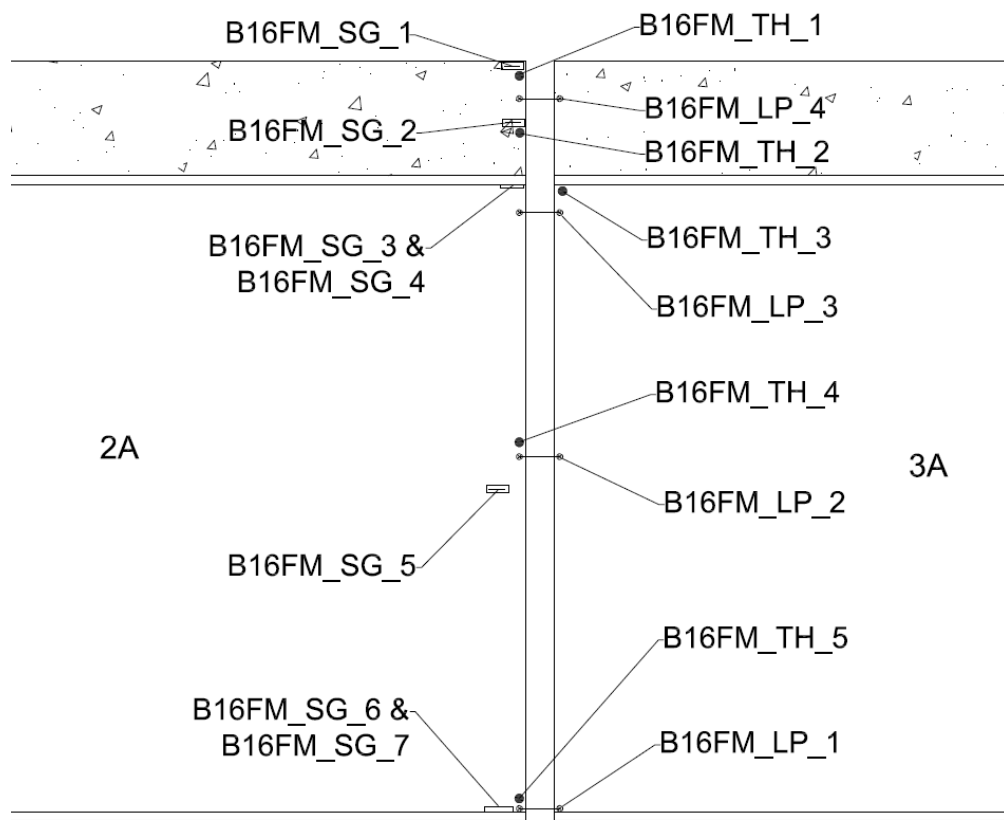 B16FM_SG_1
B16FM_TH_1
B16FM_LP_4
B16FM_SG_2
B16FM_TH_2
B16FM_SG_3 &
B16FM_SG_4
B16FM_TH_3
B16FM_LP_3
B16FM_TH_4
2A
3A
B16FM_LP_2
B16FM_SG_5
B16FM_TH_5
B16FM_SG_6 &
B16FM_SG_7
B16FM_LP_1